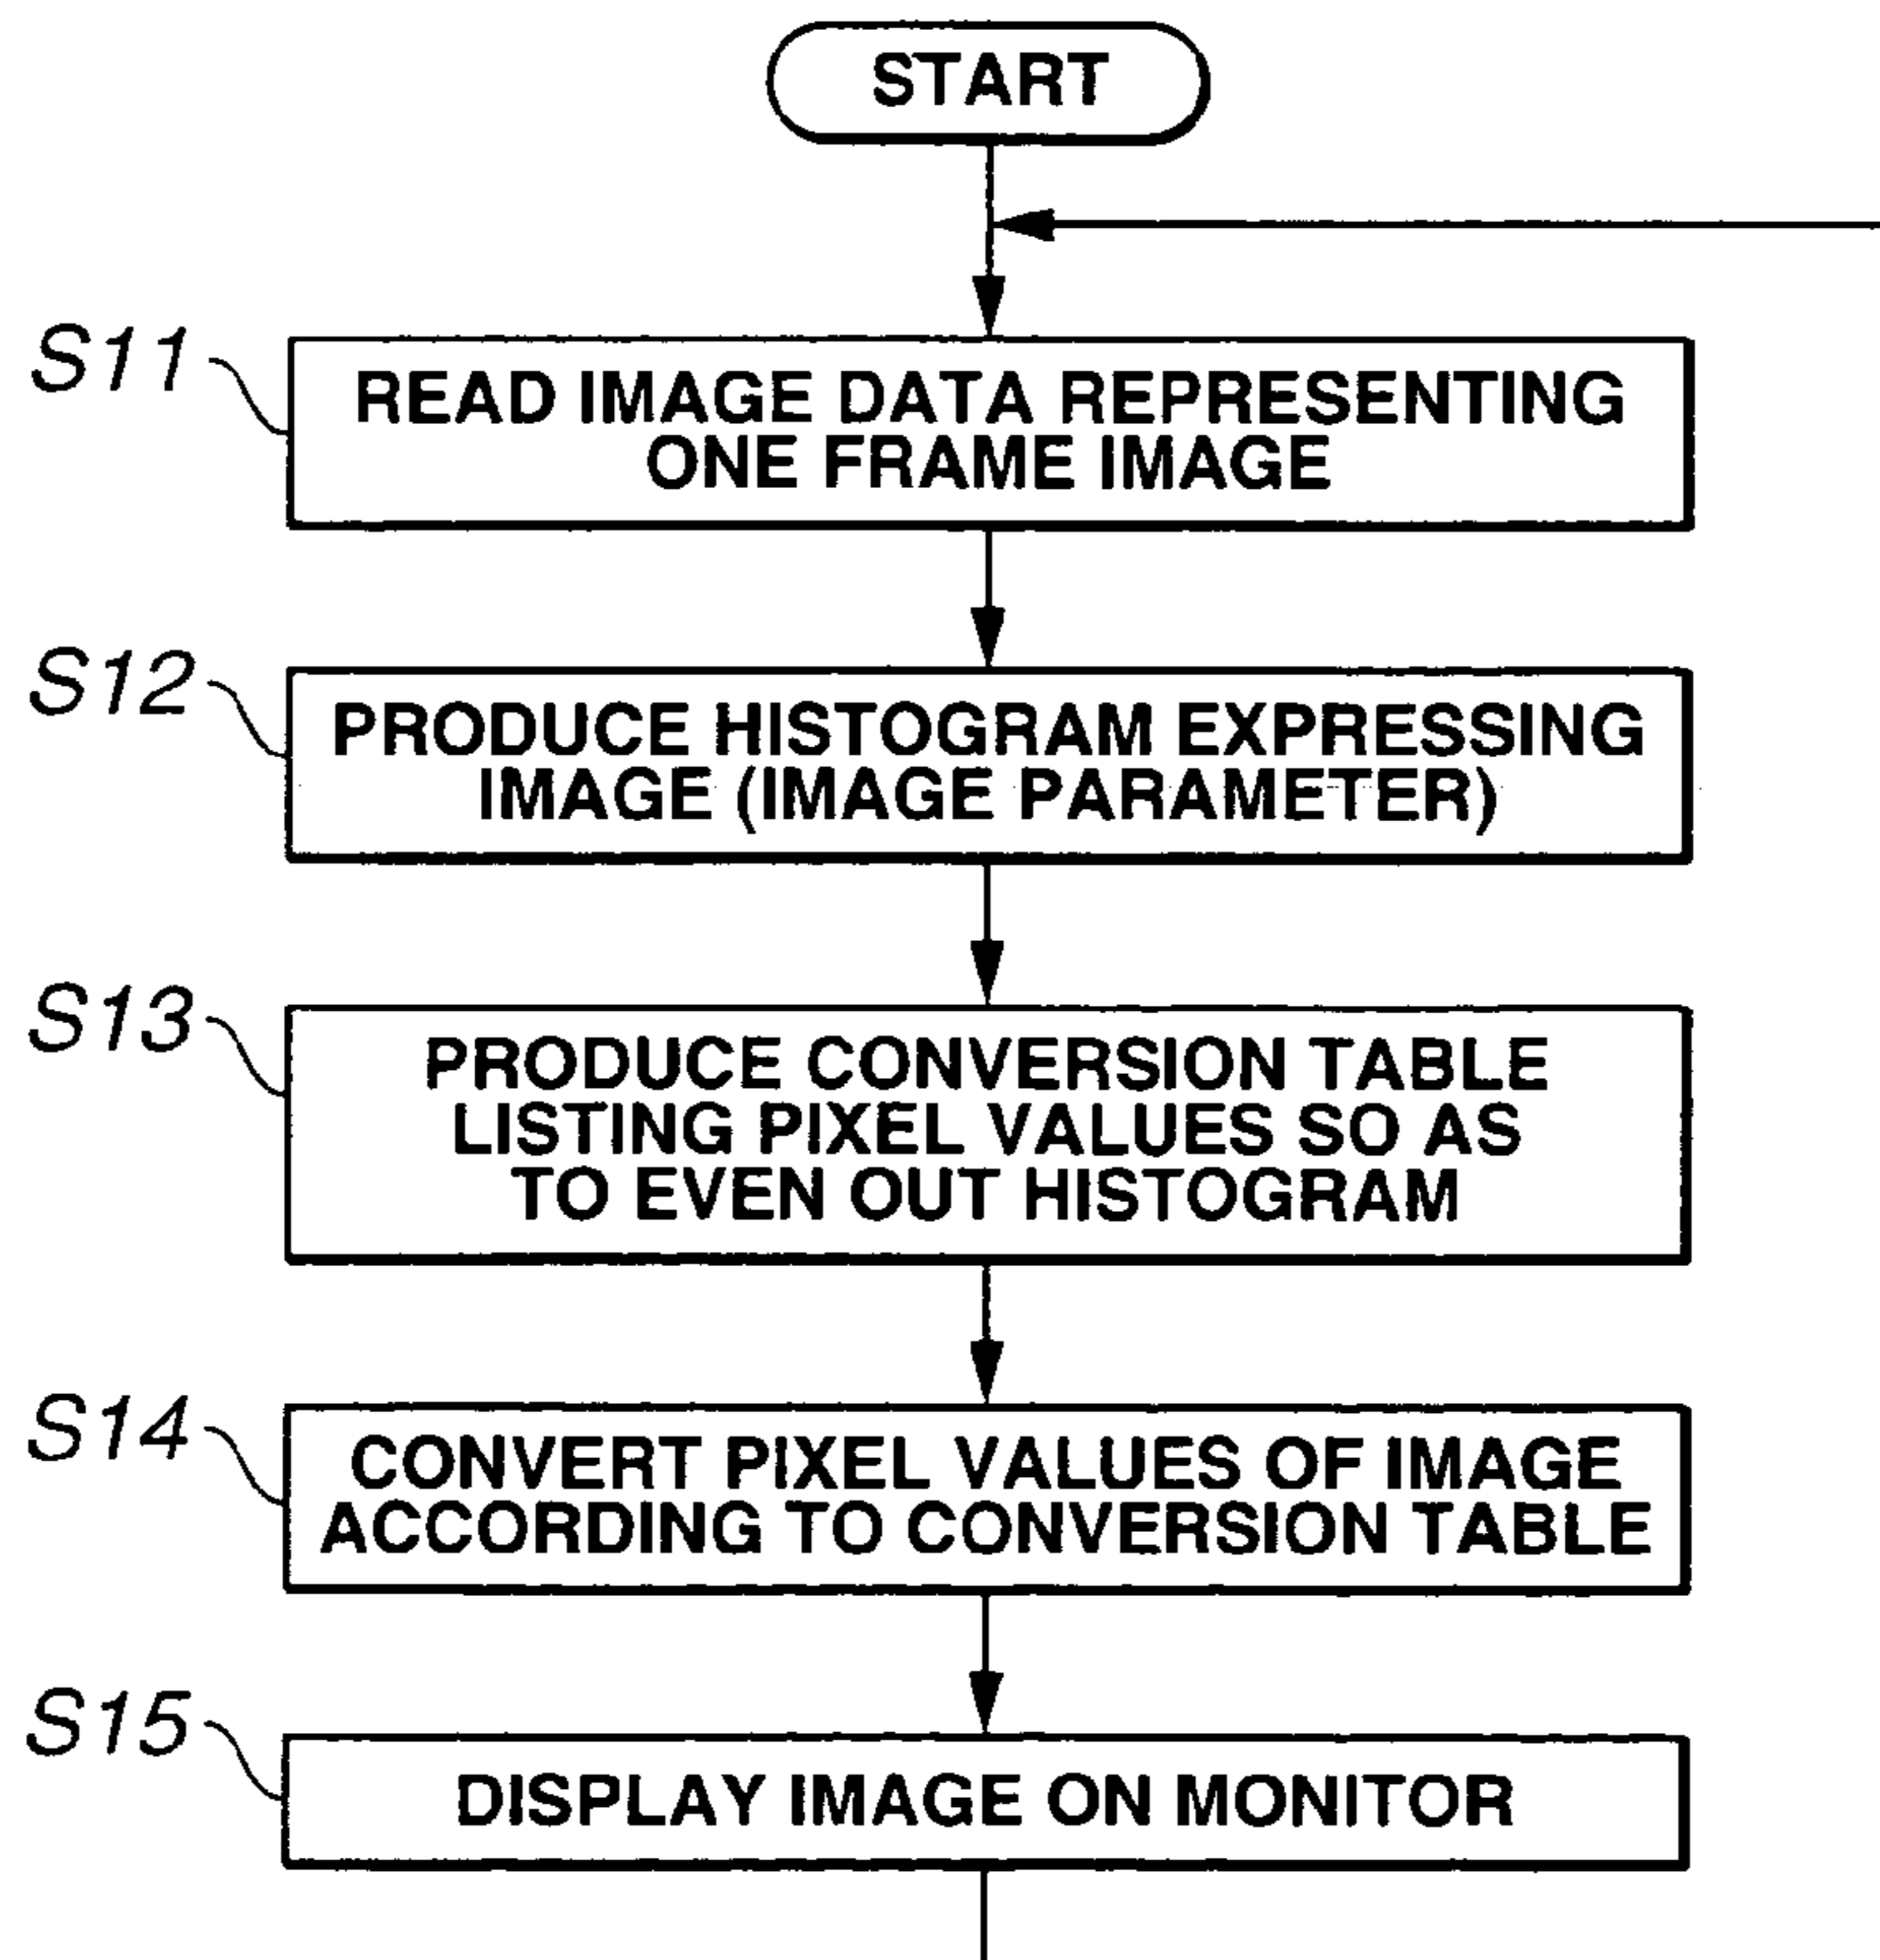 START
S11
READ IMAGE DATA REPRESENTING
ONE FRAME IMAGE
S12
PRODUCE HISTOGRAM EXPRESSING
IMAGE (IMAGE PARAMETER)
S13
PRODUCE CONVERSION TABLE
LISTING PIXEL VALUES SO AS
TO EVEN OUT HISTOGRAM
S14
CONVERT PIXEL VALUES OF IMAGE
ACCORDING TO CONVERSION TABLE
S15
DISPLAY IMAGE ON MONITOR